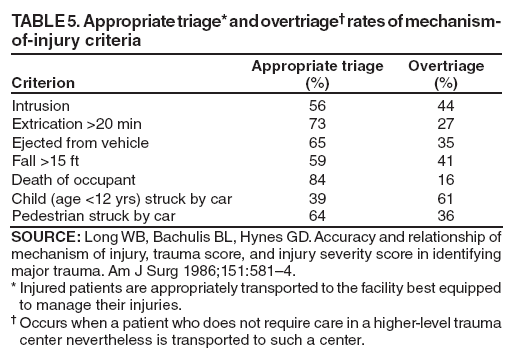 TABLE 5. Appropriate triage* and overtriage† rates of mechanism-
of-injury criteria
Appropriate triage Overtriage
Criterion (%) (%)
Intrusion 56 44
Extrication >20 min 73 27
Ejected from vehicle 65 35
Fall >15 ft 59 41
Death of occupant 84 16
Child (age <12 yrs) struck by car 39 61
Pedestrian struck by car 64 36
SOURCE: Long WB, Bachulis BL, Hynes GD. Accuracy and relationship of
mechanism of injury, trauma score, and injury severity score in identifying
major trauma. Am J Surg 1986;151:581–4.
* Injured patients are appropriately transported to the facility best equipped
to manage their injuries.
† Occurs when a patient who does not require care in a higher-level trauma
center nevertheless is transported to such a center.